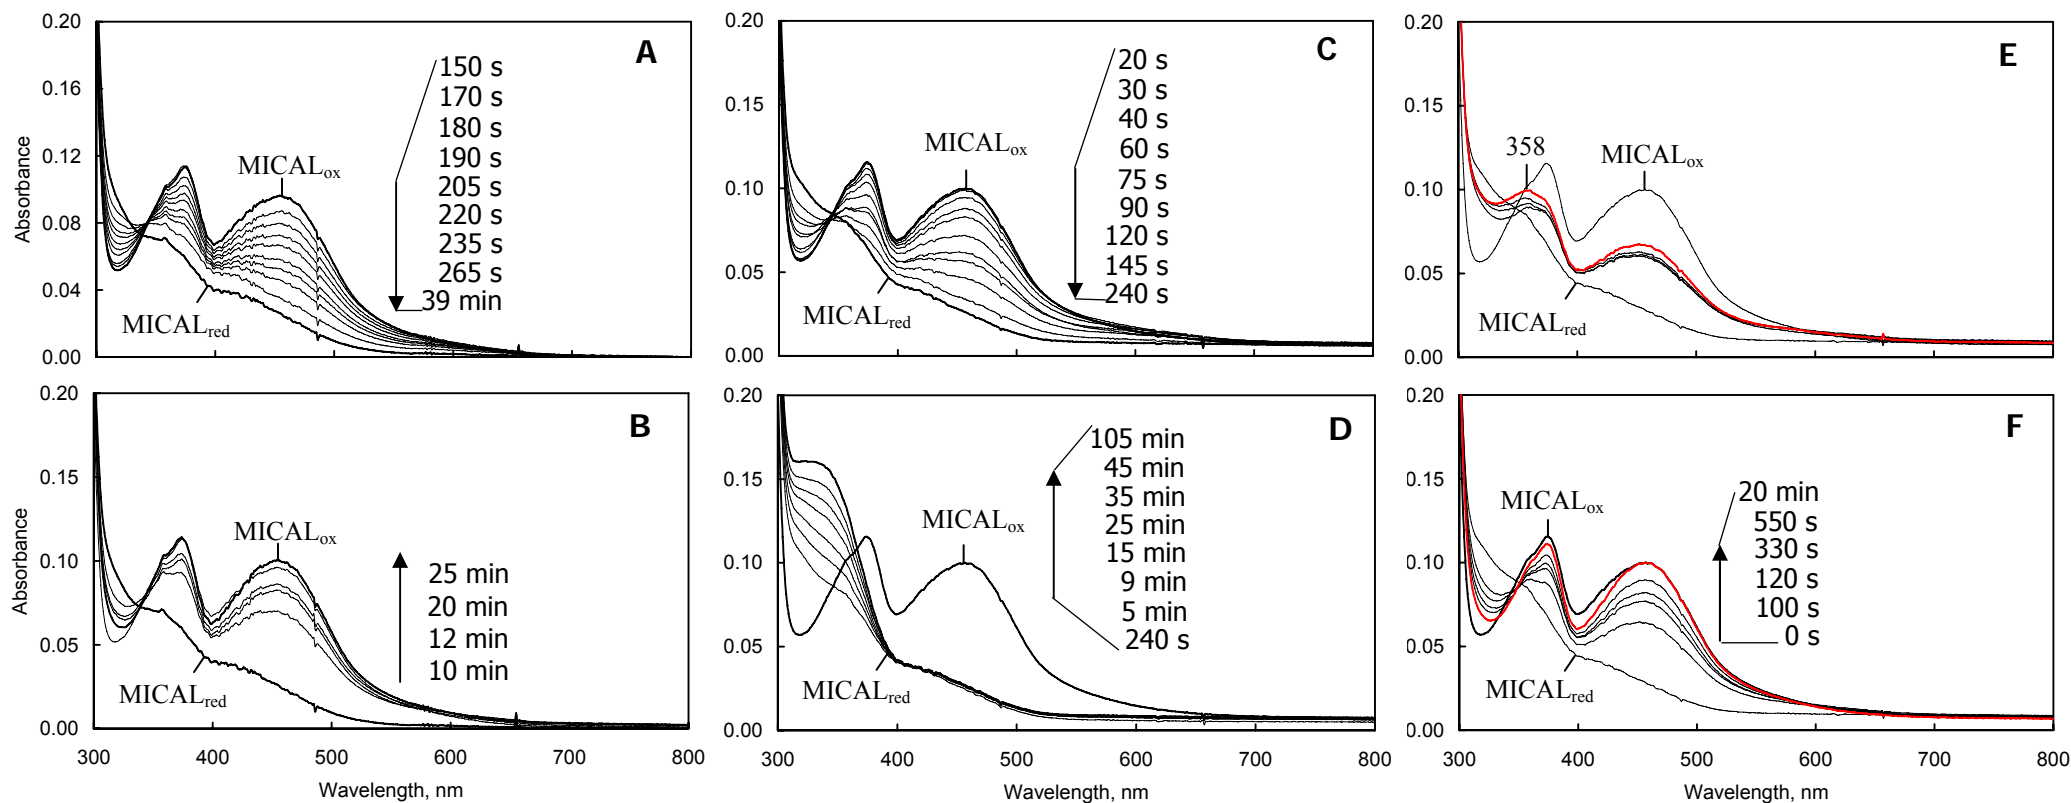 A
0.20
0.16
0.12
0.08
0.04
0.00
Absorbance
MICALox
MICALred
150 s
170 s
180 s
190 s
205 s
220 s
235 s
265 s
39 min
C
0.20
0.15
0.10
0.05
0.00
MICALox
MICALred
20 s
30 s
40 s
60 s
75 s
90 s
120 s
145 s
240 s
E
0.20
0.15
0.10
0.05
0.00
358
MICALox
MICALred
B
0.20
0.15
0.10
0.05
0.00
Absorbance
MICALox
MICALred
25 min
20 min
12 min
10 min
300 400 500 600 700 800
Wavelength, nm
D
0.20
0.15
0.10
0.05
0.00
MICALox
MICALred
105 min
45 min
35 min
25 min
15 min
9 min
5 min
240 s
300 400 500 600 700 800
Wavelength, nm
F
0.20
0.15
0.10
0.05
0.00
MICALox
MICALred
20 min
550 s
330 s
120 s
100 s
0 s
300 400 500 600 700 800
Wavelength, nm